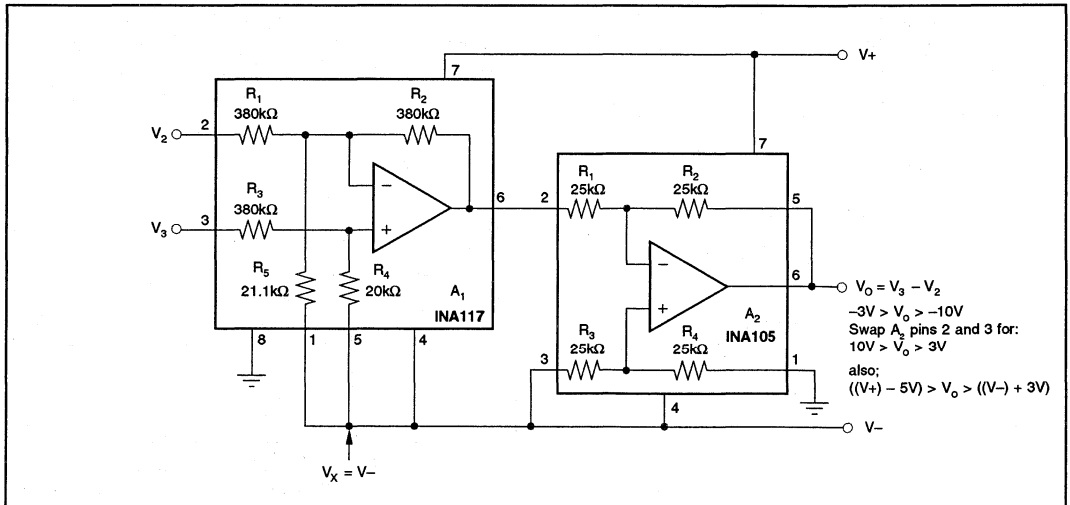 V+
7
R1
380kΩ
R2
380kΩ
V2
2
−
R3
380kΩ
6
V3
3
+
R5
21.1kΩ
R4
20kΩ
A1
INA117
8
1
5
4
VX = V−
7
R1
25kΩ
R2
25kΩ
2
5
−
6
+
A2
INA105
R3
25kΩ
R4
25kΩ
3
1
4
VO = V3 − V2
−3V > Vo > −10V
Swap A2 pins 2 and 3 for:
10V > Vo > 3V
also;
((V+) − 5V) > Vo > ((V−) + 3V)
V−